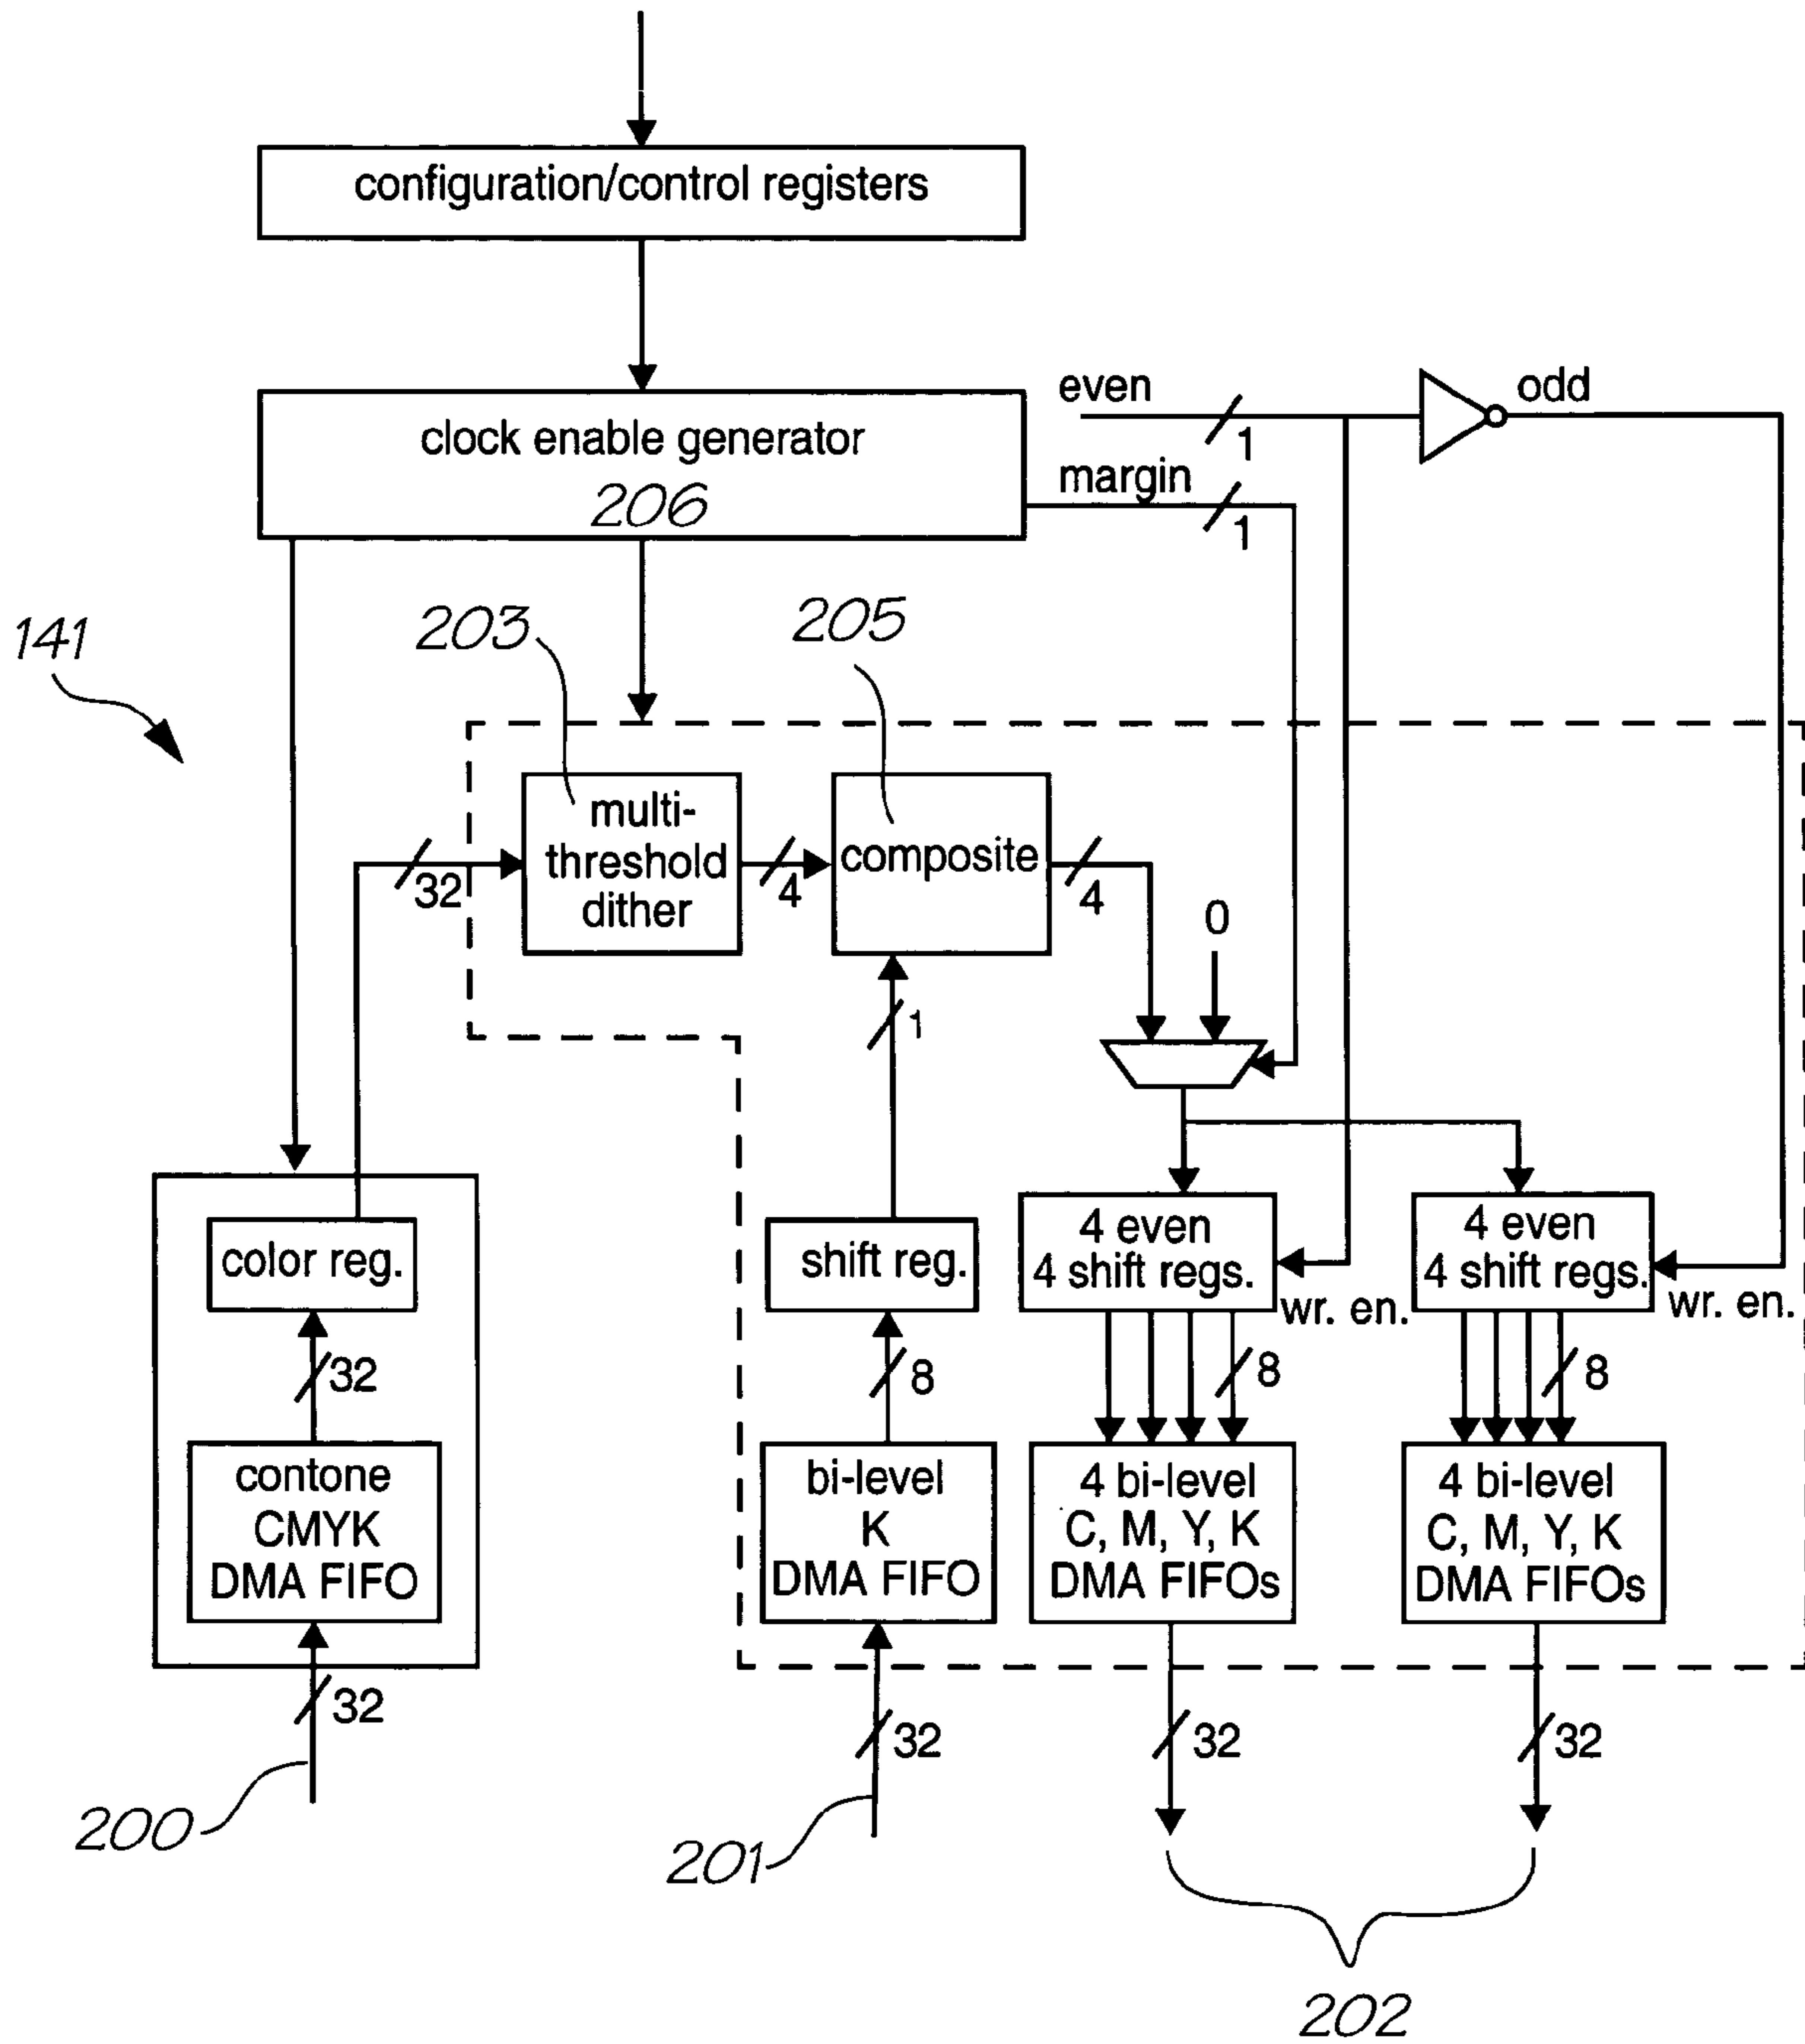 configuration/control registers
even
odd
1
clock enable generator
206
margin
1
141
203
205
multi-
threshold
dither
32
4
composite
4
0
1
color reg.
shift reg.
4 even
4 shift regs.
wr. en.
4 even
4 shift regs.
wr. en.
32
8
8
8
contone
CMYK
DMA FIFO
bi-level
K
DMA FIFO
4 bi-level
C, M, Y, K
DMA FIFOs
4 bi-level
C, M, Y, K
DMA FIFOs
32
32
32
32
200
201
202